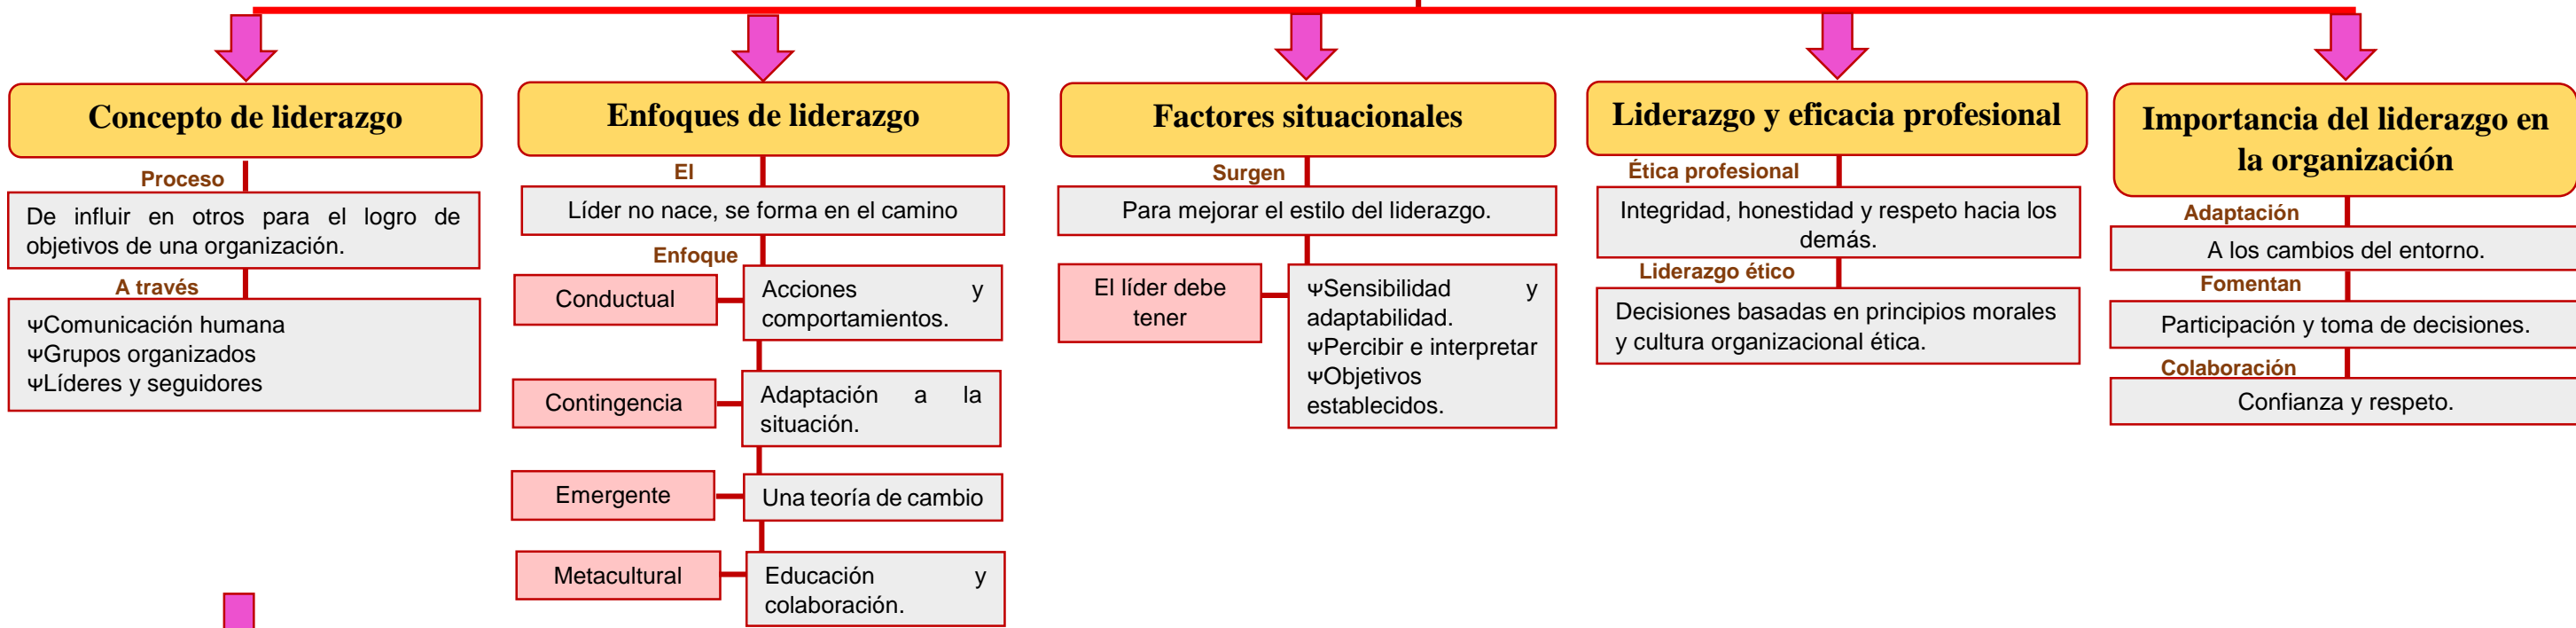 Concepto de liderazgo
Proceso
De influir en otros para el logro de
objetivos de una organización.
A través
ΨComunicación humana
ΨGrupos organizados
ΨLíderes y seguidores
Enfoques de liderazgo
El
Líder no nace, se forma en el camino
Enfoque
Conductual
Acciones y
comportamientos.
Contingencia
Adaptación a la
situación.
Emergente
Una teoría de cambio
Metacultural
Educación y
colaboración.
Factores situacionales
Surgen
Para mejorar el estilo del liderazgo.
El líder debe
tener
ΨSensibilidad y
adaptabilidad.
ΨPercibir e interpretar
ΨObjetivos
establecidos.
Liderazgo y eficacia profesional
Ética profesional
Integridad, honestidad y respeto hacia los
demás.
Liderazgo ético
Decisiones basadas en principios morales
y cultura organizacional ética.
Importancia del liderazgo en
la organización
Adaptación
A los cambios del entorno.
Fomentan
Participación y toma de decisiones.
Colaboración
Confianza y respeto.